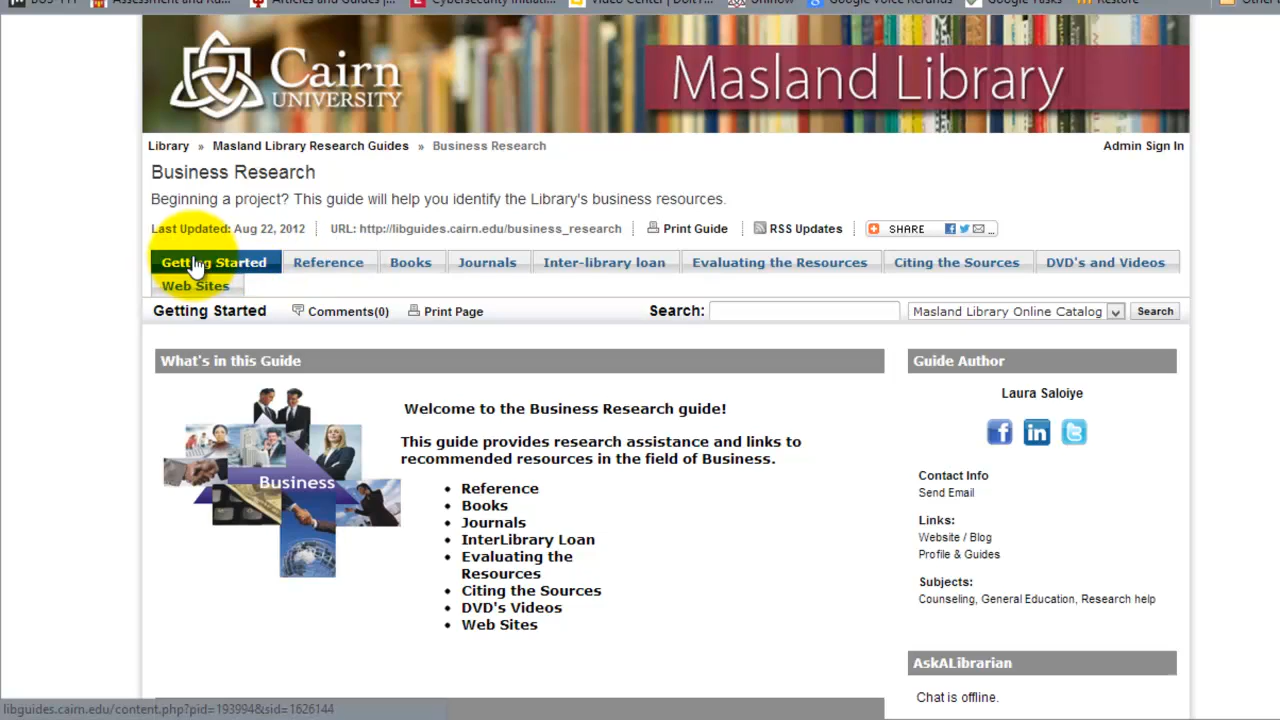 Cairn
UNIVERSITY
Masland Library
Library » Masland Library Research Guides » Business Research
Admin Sign In
Business Research
Beginning a project? This guide will help you identify the Library's business resources.
Last Updated: Aug 22, 2012 URL: http://libguides.cairn.edu/business_research Print Guide RSS Updates SHARE ...
Getting Started Reference Books Journals Inter-library loan Evaluating the Resources Citing the Sources DVD's and Videos
Web Sites
Getting Started Comments(0) Print Page Search: Masland Library Online Catalog Search
What's in this Guide
Business
Welcome to the Business Research guide!
This guide provides research assistance and links to
recommended resources in the field of Business.
• Reference
• Books
• Journals
• InterLibrary Loan
• Evaluating the
Resources
• Citing the Sources
• DVD's Videos
• Web Sites
Guide Author
Laura Saloiye
Contact Info
Send Email
Links:
Website / Blog
Profile & Guides
Subjects:
Counseling, General Education, Research help
AskALibrarian
Chat is offline.
libguides.cairn.edu/content.php?pid=193994&sid=1626144